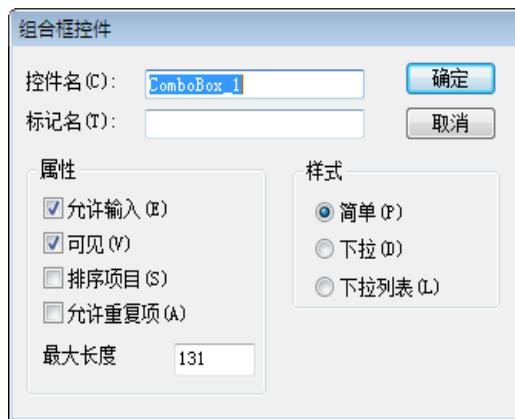 组合框控件
控件名(C): ComboBox_1 确定
标记名(T): 取消
属性
允许输入(E)
可见(V)
排序项目(S)
允许重复项(A)
最大长度 131
样式
简单(P)
下拉(D)
下拉列表(L)